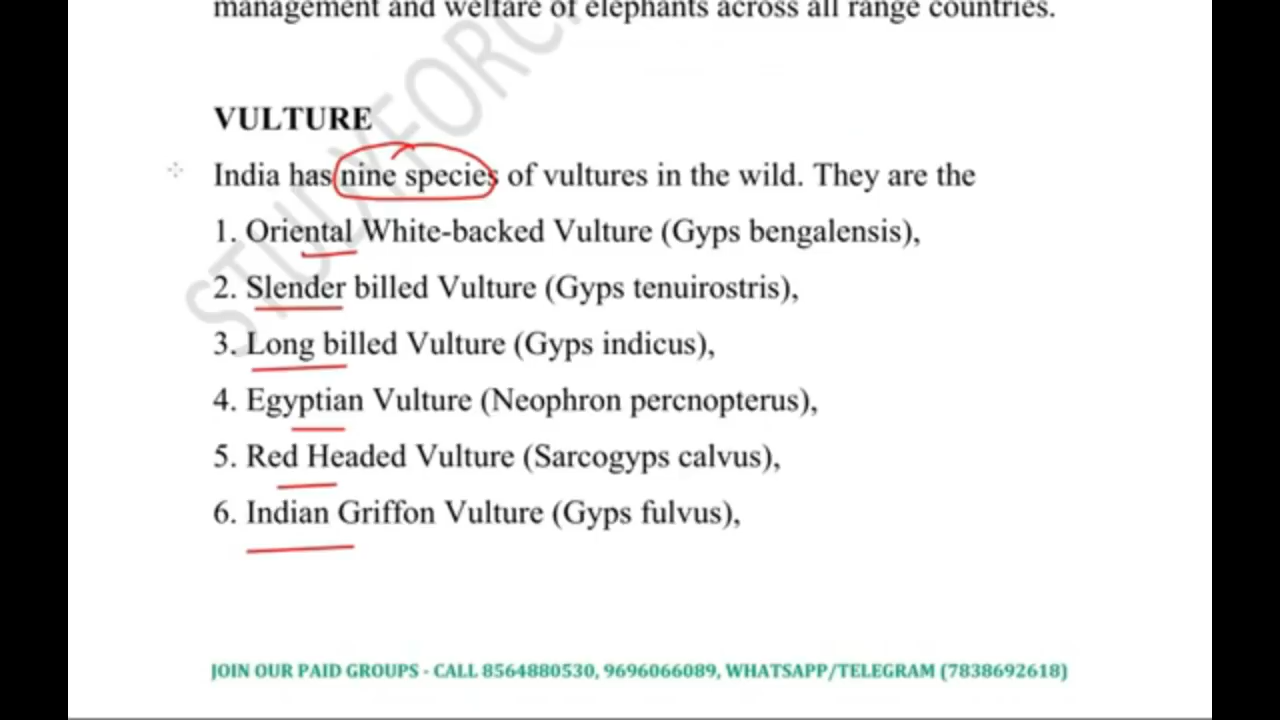 management and welfare of elephants across all range countries.
VULTURE
India has nine species of vultures in the wild. They are the
1. Oriental White-backed Vulture (Gyps bengalensis),
2. Slender billed Vulture (Gyps tenuirostris),
3. Long billed Vulture (Gyps indicus),
4. Egyptian Vulture (Neophron percnopterus),
5. Red Headed Vulture (Sarcogyps calvus),
6. Indian Griffon Vulture (Gyps fulvus),
JOIN OUR PAID GROUPS - CALL 8564880530, 9696066089, WHATSAPP/TELEGRAM (7838692618)